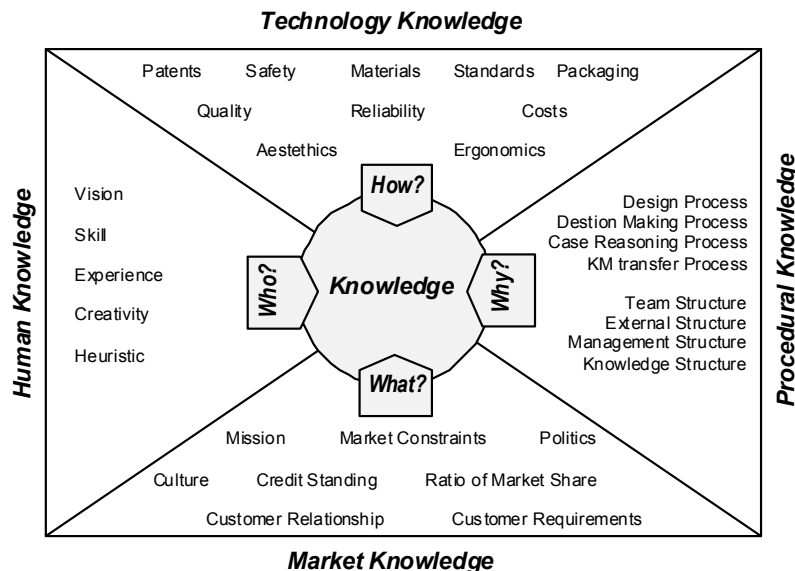 Technology Knowledge
Patents Safety Materials Standards Packaging
Quality Reliability Costs
Aestethics Ergonomics
How?
Human Knowledge
Vision
Skill
Experience
Creativity
Heuristic
Who?
Knowledge
Why?
Design Process
Destion Making Process
Case Reasoning Process
KM transfer Process
Team Structure
External Structure
Management Structure
Knowledge Structure
Procedural Knowledge
What?
Mission Market Constraints Politics
Culture Credit Standing Ratio of Market Share
Customer Relationship Customer Requirements
Market Knowledge